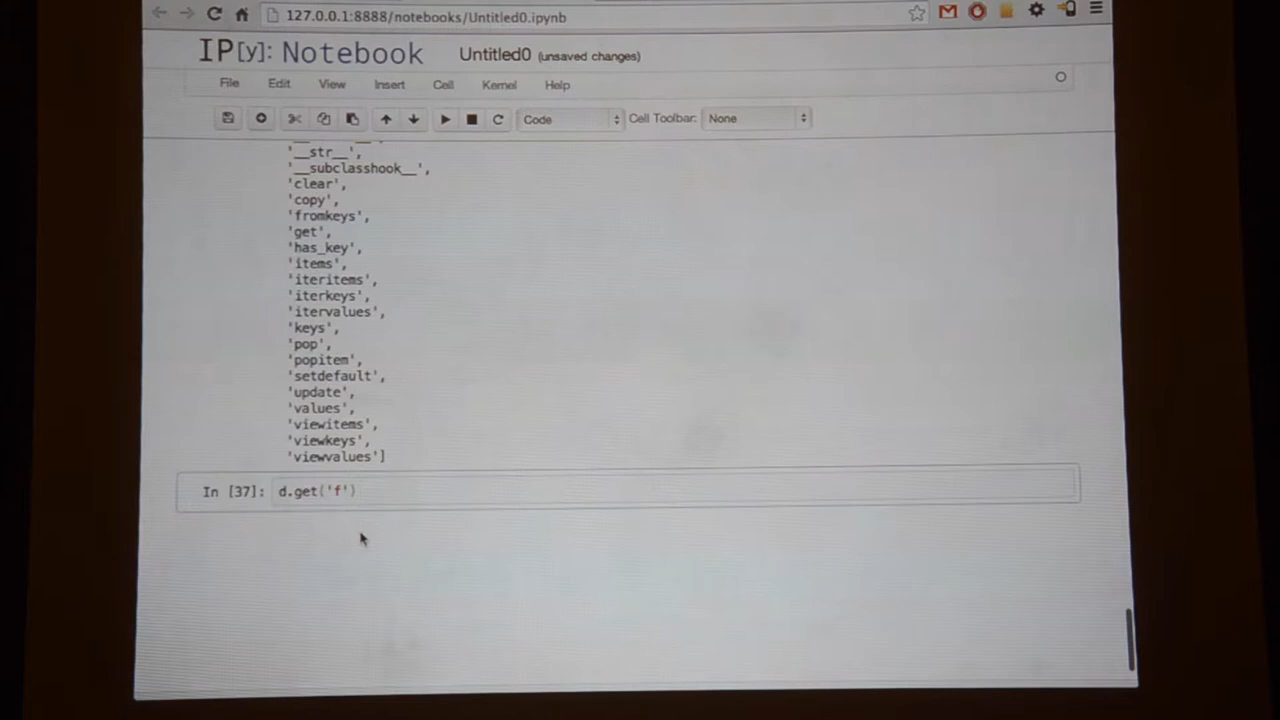 127.0.0.1:8888/notebooks/Untitled0.ipynb
IP[y]: Notebook Untitled0 (unsaved changes)
File Edit View Insert Cell Kernel Help
Code Cell Toolbar: None
'__str__',
'__subclasshook__',
'clear',
'copy',
'fromkeys',
'get',
'has_key',
'items',
'iteritems',
'iterkeys',
'itervalues',
'keys',
'pop',
'popitem',
'setdefault',
'update',
'values',
'viewitems',
'viewkeys',
'viewvalues']
In [37]: d.get('f')